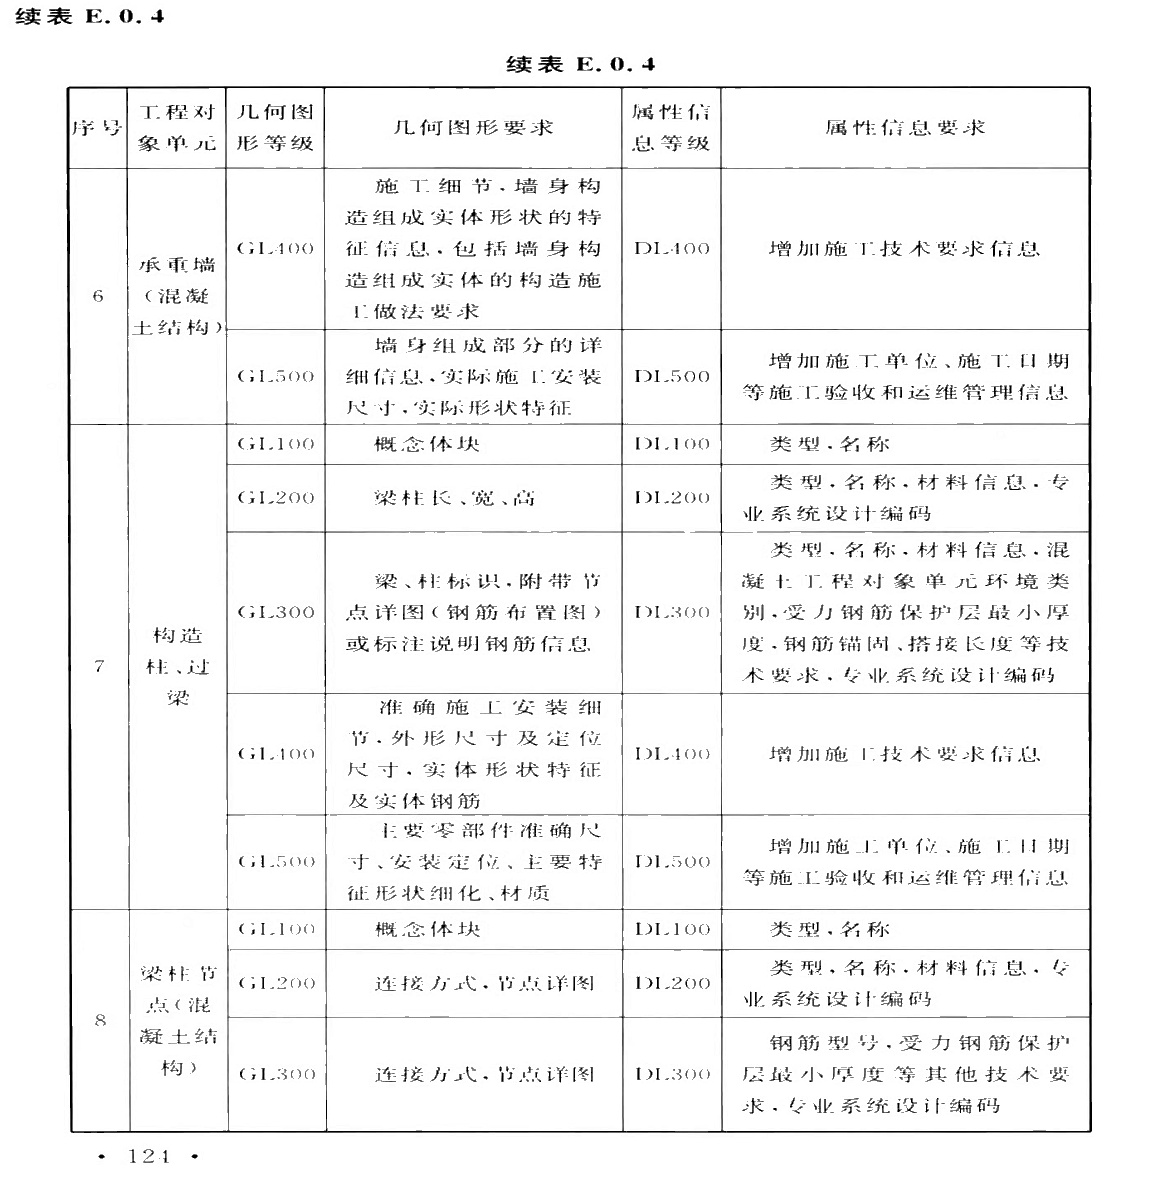 续表 E.0.4
续表 E.0.4
序号
工程对
象单元
几何图
形等级
几何图形要求
属性信
息等级
属性信息要求
6
承重墙
（混凝
土结构）
GL400
施工细节，墙身构
造组成实体形状的特
征信息，包括墙身构
造组成实体的构造施
工做法要求
DL400
增加施工技术要求信息
GL500
墙身组成部分的详
细信息，实际施工安装
尺寸，实际形状特征
DL500
增加施工单位、施工日期
等施工验收和运维管理信息
7
构造
柱、过
梁
GL100
概念体块
DL100
类型，名称
GL200
梁柱长、宽、高
DL200
类型，名称，材料信息，专
业系统设计编码
GL300
梁、柱标识，附带节
点详图（钢筋布置图）
或标注说明钢筋信息
DL300
类型，名称，材料信息，混
凝土工程对象单元环境类
别，受力钢筋保护层最小厚
度，钢筋锚固、搭接长度等技
术要求，专业系统设计编码
GL400
准确施工安装细
节，外形尺寸及定位
尺寸，实体形状特征
及实体钢筋
DL400
增加施工技术要求信息
GL500
主要零部件准确尺
寸、安装定位、主要特
征形状细化、材质
DL500
增加施工单位、施工日期
等施工验收和运维管理信息
8
梁柱节
点（混
凝土结
构）
GL100
概念体块
DL100
类型，名称
GL200
连接方式，节点详图
DL200
类型，名称，材料信息，专
业系统设计编码
GL300
连接方式，节点详图
DL300
钢筋型号，受力钢筋保护
层最小厚度等其他技术要
求，专业系统设计编码
· 124 ·